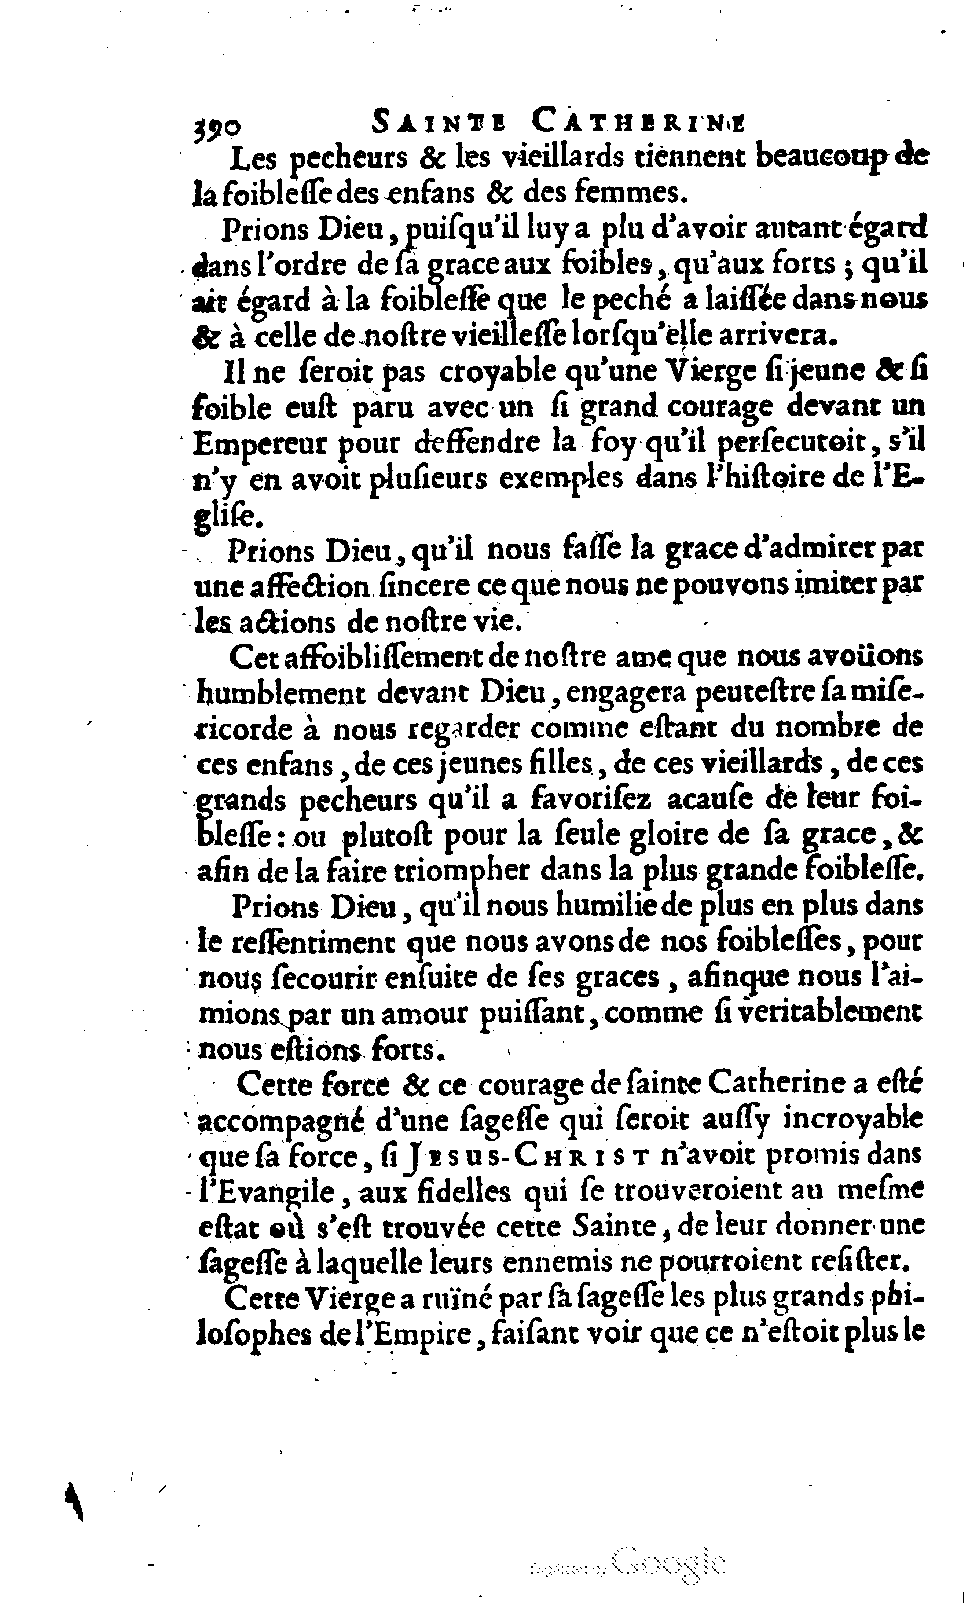 390 SAINTE CATHERINE
Les pecheurs & les vieillards tiennent beaucoup de
la foiblesſe des enfans & des femmes.
Prions Dieu, puiſqu'il luy a plu d'avoir autant égard
dans l'ordre de ſa grace aux foibles, qu'aux forts ; qu'il
ait égard à la foibleſſe que le peché a laiſſée dans nous
& à celle de noſtre vieilleſſe lorſqu'elle arrivera.
Il ne ſeroit pas croyable qu'une Vierge ſi jeune & ſi
foible euſt paru avec un ſi grand courage devant un
Empereur pour deffendre la foy qu'il perſecutoit, s'il
n'y en avoit pluſieurs exemples dans l'hiſtoire de l'E-
gliſe.
Prions Dieu, qu'il nous faſſe la grace d'admirer par
une affection ſincere ce que nous ne pouvons imiter par
les actions de noſtre vie.
Cet affoibliſſement de noſtre ame que nous avoüons
humblement devant Dieu, engagera peuteſtre ſa miſe-
ricorde à nous regarder comme eſtant du nombre de
ces enfans, de ces jeunes filles, de ces vieillards, de ces
grands pecheurs qu'il a favoriſez acauſe de leur foi-
bleſſe : ou plutoſt pour la ſeule gloire de ſa grace, &
afin de la faire triompher dans la plus grande foibleſſe.
Prions Dieu, qu'il nous humilie de plus en plus dans
le reſſentiment que nous avons de nos foibleſſes, pour
nous ſecourir enſuite de ſes graces, afinque nous l'ai-
mions par un amour puiſſant, comme ſi veritablement
nous eſtions forts.
Cette force & ce courage de ſainte Catherine a eſté
accompagné d'une ſageſſe qui ſeroit auſſy incroyable
que ſa force, ſi JESUS-CHRIST n'avoit promis dans
l'Evangile, aux fidelles qui ſe trouveroient au meſme
eſtat où s'eſt trouvée cette Sainte, de leur donner une
ſageſſe à laquelle leurs ennemis ne pourroient reſiſter.
Cette Vierge a ruïné par ſa ſageſſe les plus grands phi-
loſophes de l'Empire, faiſant voir que ce n'eſtoit plus le
Digitized by Google